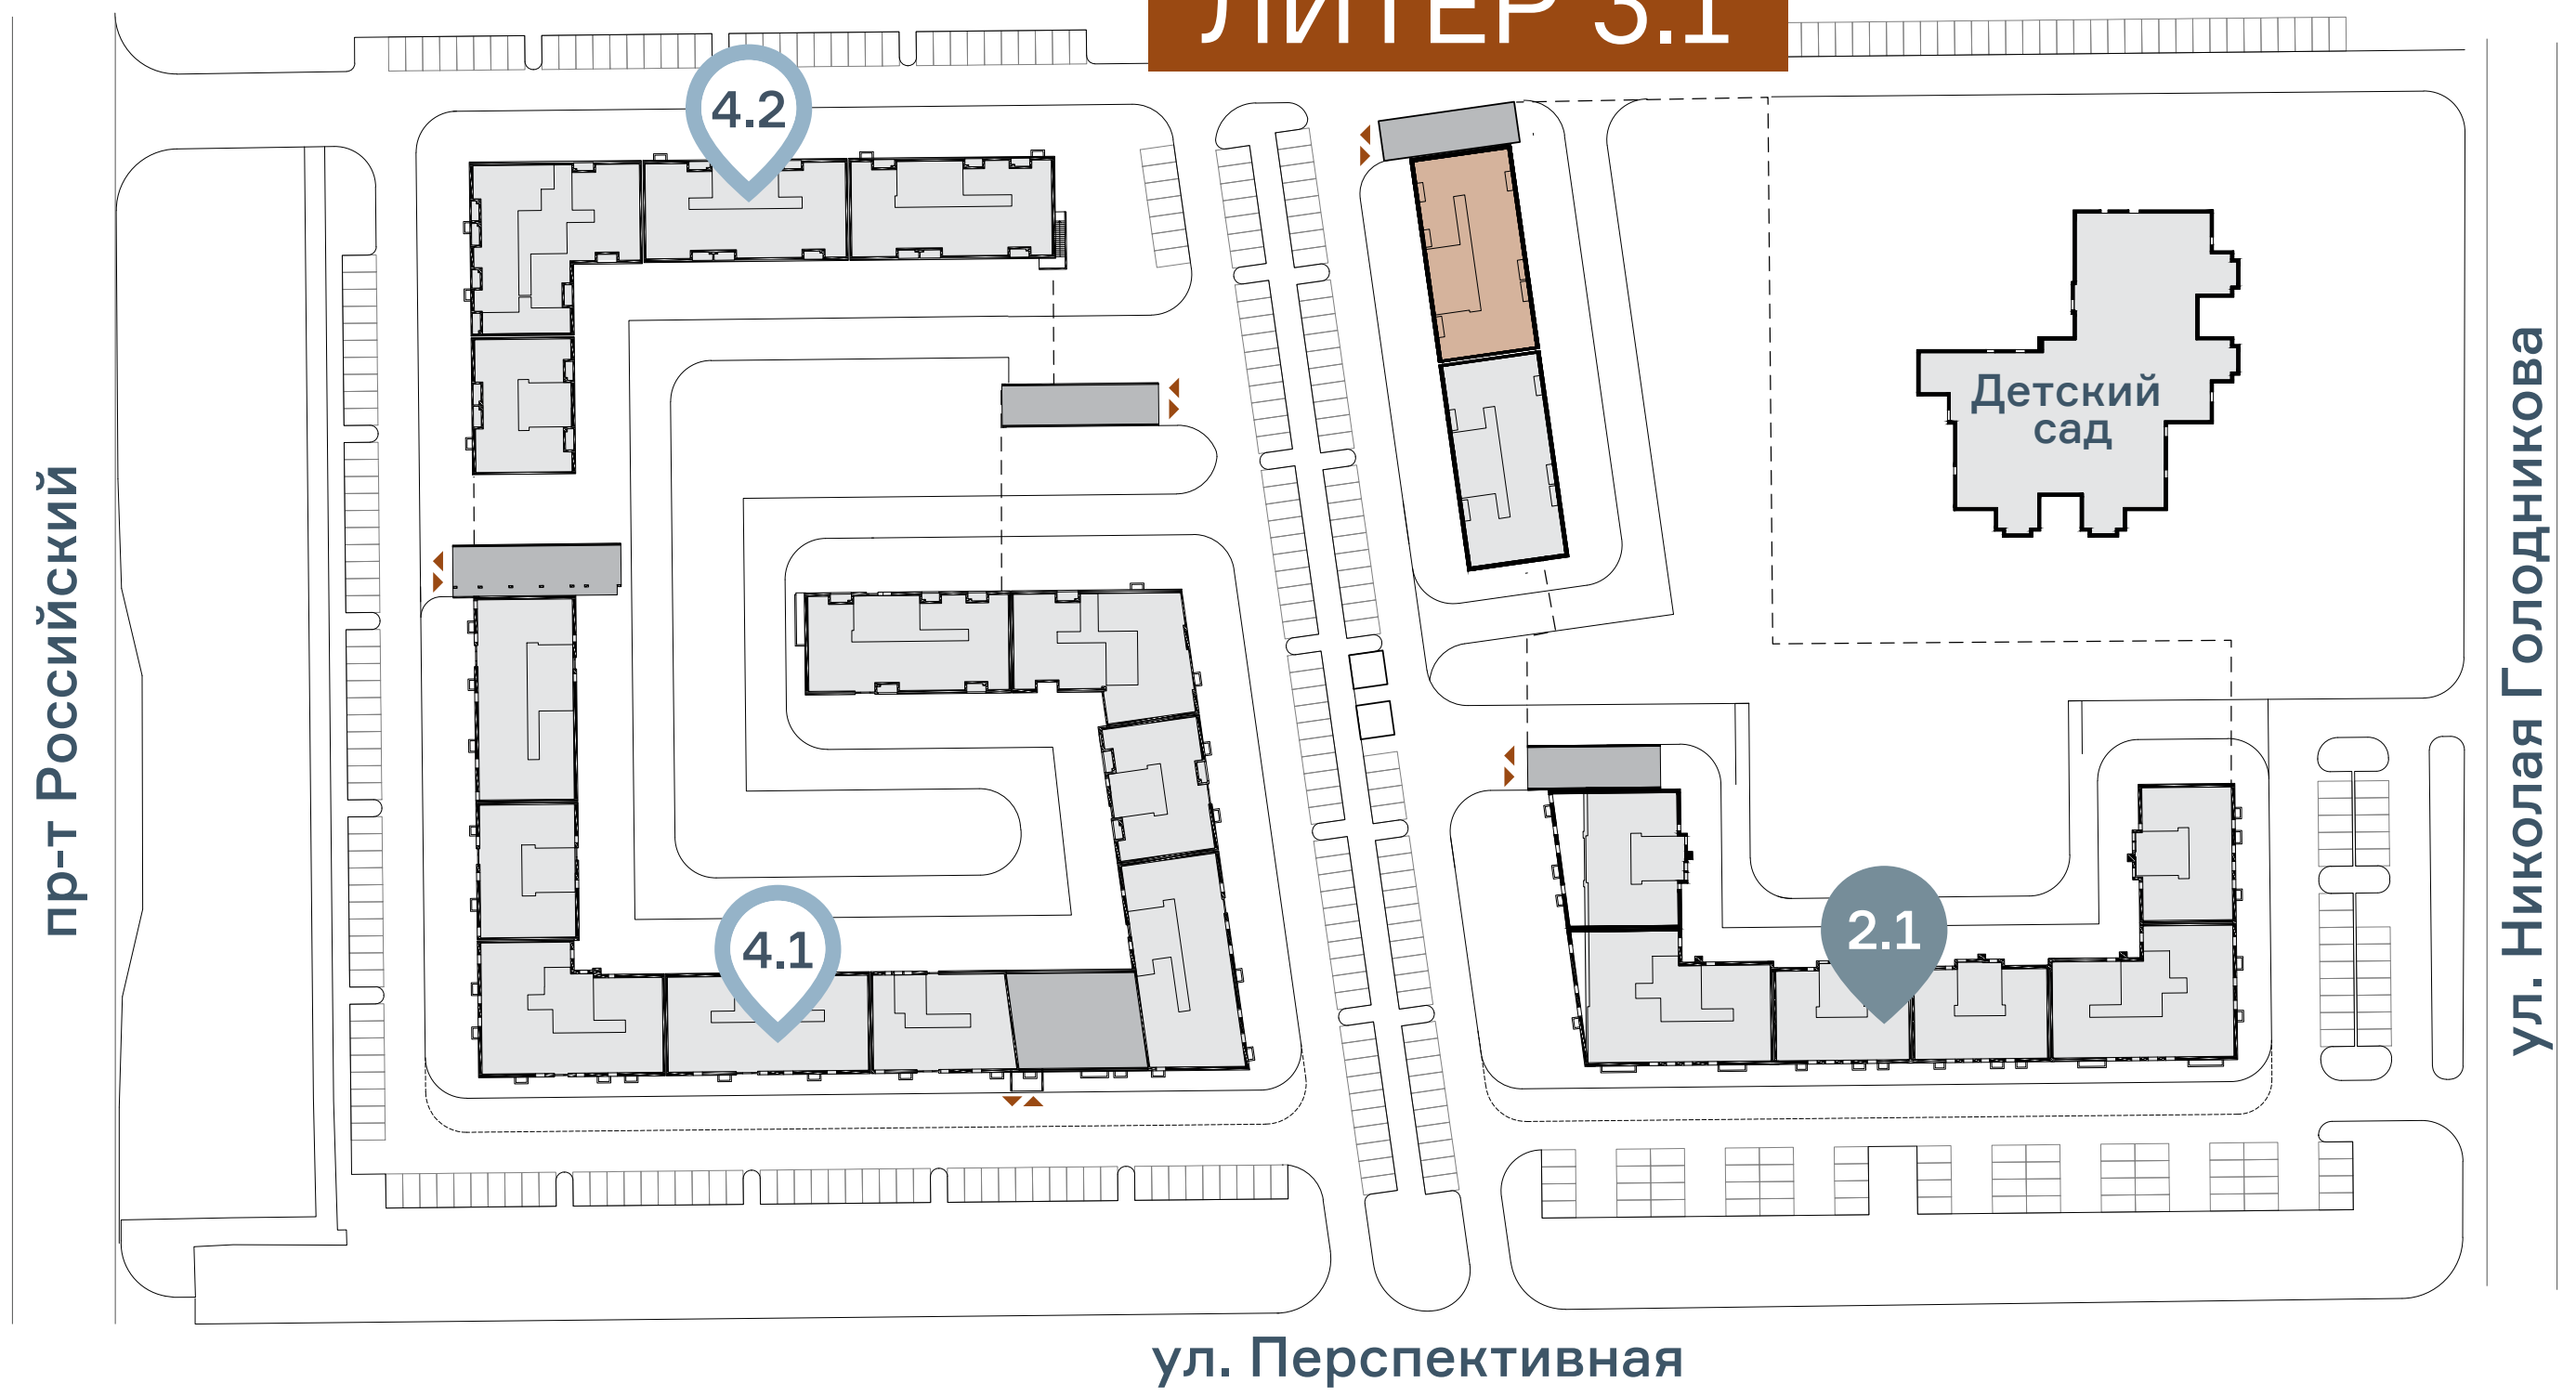 ЛИТЕР 3.1
4.2
Детский
сад
пр-т Российский
ул. Николая Голодникова
4.1
2.1
ул. Перспективная